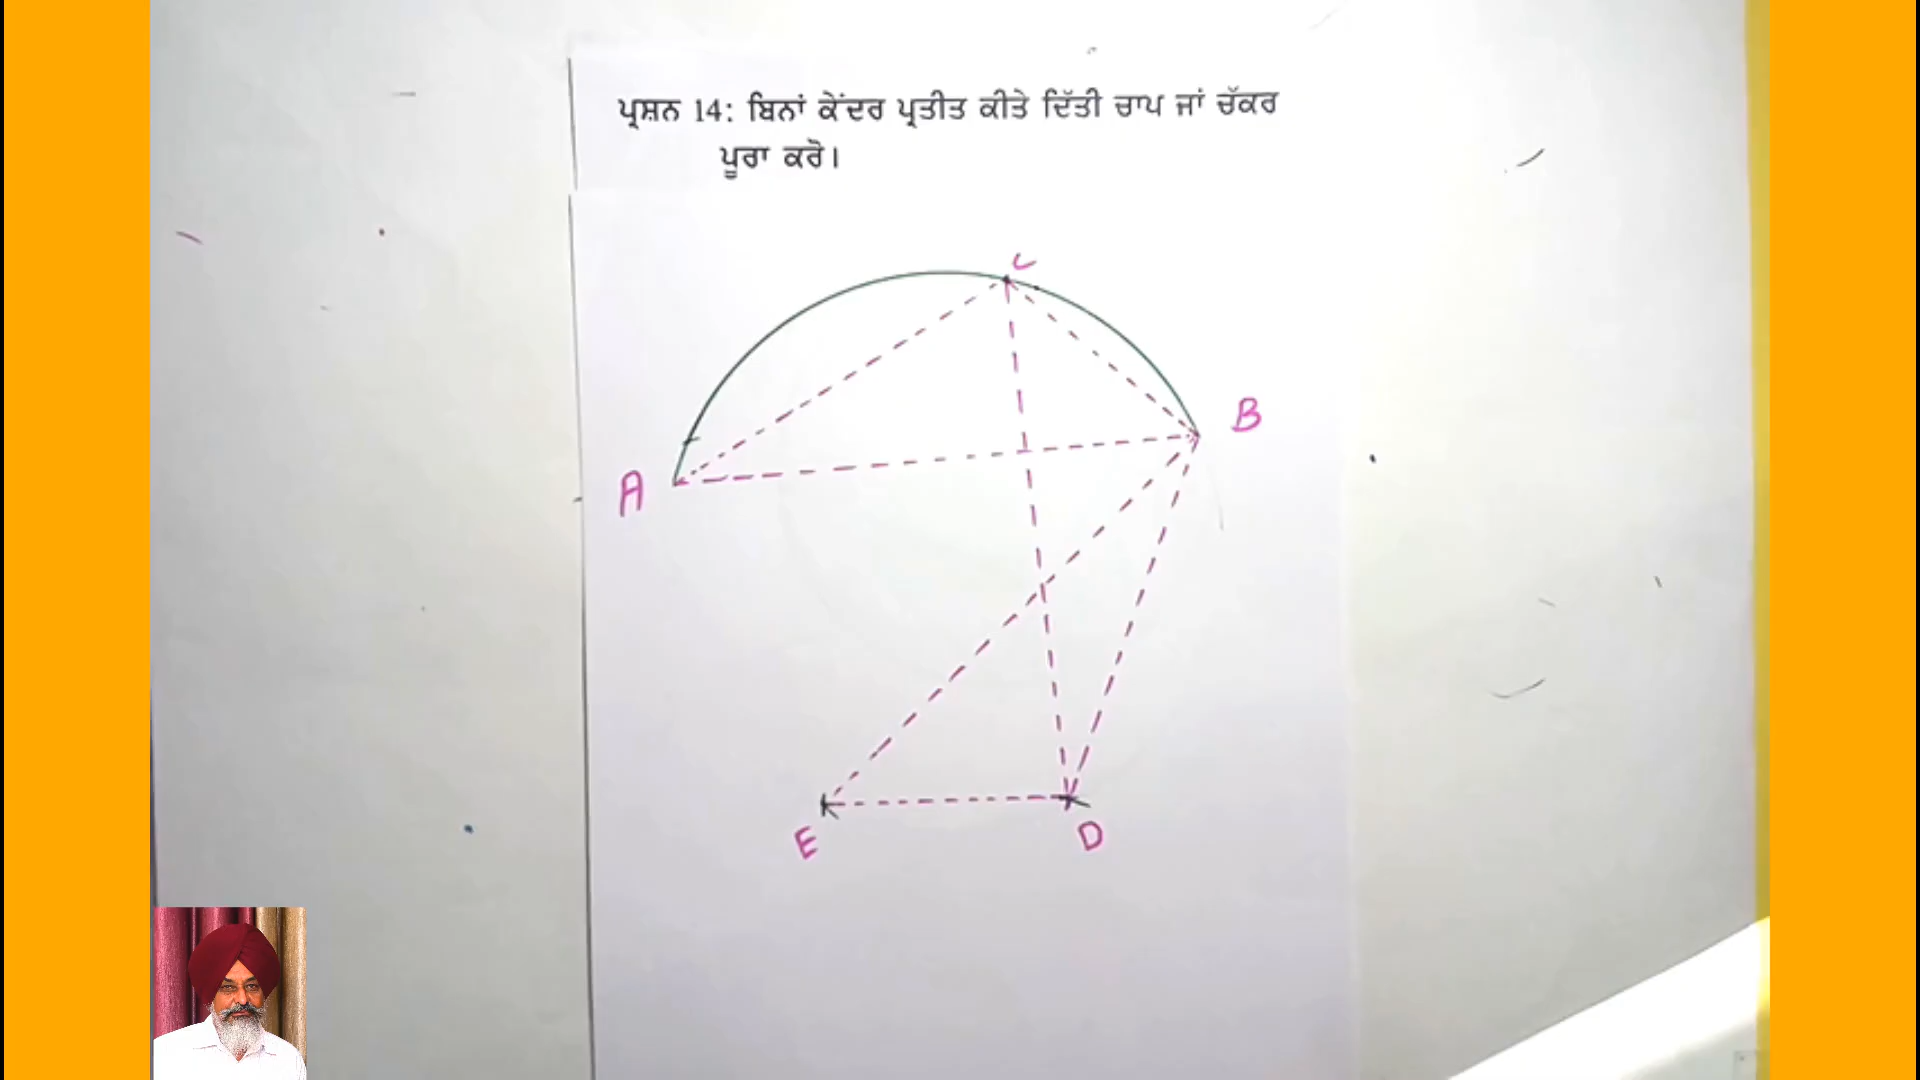 ਪ੍ਰਸ਼ਨ 14: ਬਿਨਾਂ ਕੇਂਦਰ ਪ੍ਰਤੀਤ ਕੀਤੇ ਦਿੱਤੀ ਚਾਪ ਜਾਂ ਚੱਕਰ
ਪੂਰਾ ਕਰੋ।
C
B
A
E
D